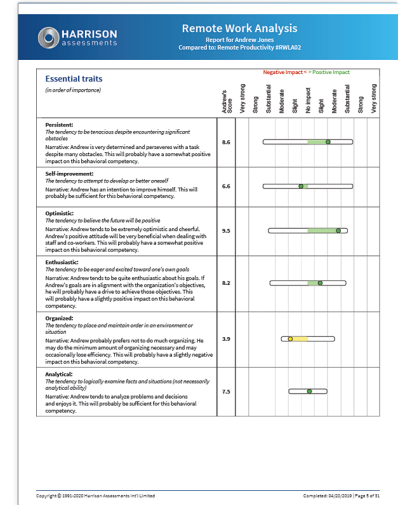 HARRISON
assessments
Remote Work Analysis
Report for Andrew Jones
Compared to: Remote Productivity #RWLA02
Essential traits
(in order of importance)
Andrew's
Score
Negative Impact < > Positive Impact
Very strong
Strong
Substantial
Moderate
Slight
No impact
Slight
Moderate
Substantial
Strong
Very strong
Persistent:
The tendency to be tenacious despite encountering significant
obstacles
Narrative: Andrew is very determined and perseveres with a task
despite many obstacles. This will probably have a somewhat positive
impact on this behavioral competency.
8.6
Self-improvement:
The tendency to attempt to develop or better oneself
Narrative: Andrew has an intention to improve himself. This will
probably be sufficient for this behavioral competency.
6.6
Optimistic:
The tendency to believe the future will be positive
Narrative: Andrew tends to be extremely optimistic and cheerful.
Andrew's positive attitude will be very beneficial when dealing with
staff and co-workers. This will probably have a somewhat positive
impact on this behavioral competency.
Enthusiastic:
The tendency to be eager and excited toward one's own goals
Narrative: Andrew tends to be quite enthusiastic about his goals. If
Andrew's goals are in alignment with the organization's objectives,
he will probably have a drive to achieve those objectives. This
will probably have a slightly positive impact on this behavioral
competency.
8.2
Organized:
The tendency to place and maintain order in an environment or
situation
Narrative: Andrew probably prefers not to do much organizing. He
may do the minimum amount of organizing necessary and may
occasionally lose efficiency. This will probably have a slightly negative
impact on this behavioral competency.
3.9
Analytical:
The tendency to logically examine facts and situations (not necessarily
analytical ability)
Narrative: Andrew tends to analyze problems and decisions
and enjoys it. This will probably be sufficient for this behavioral
competency.
7.5
Copyright © 1991-2020 Harrison Assessments Int'l Limited
Completed: 04/20/2019 | Page 5 of 51